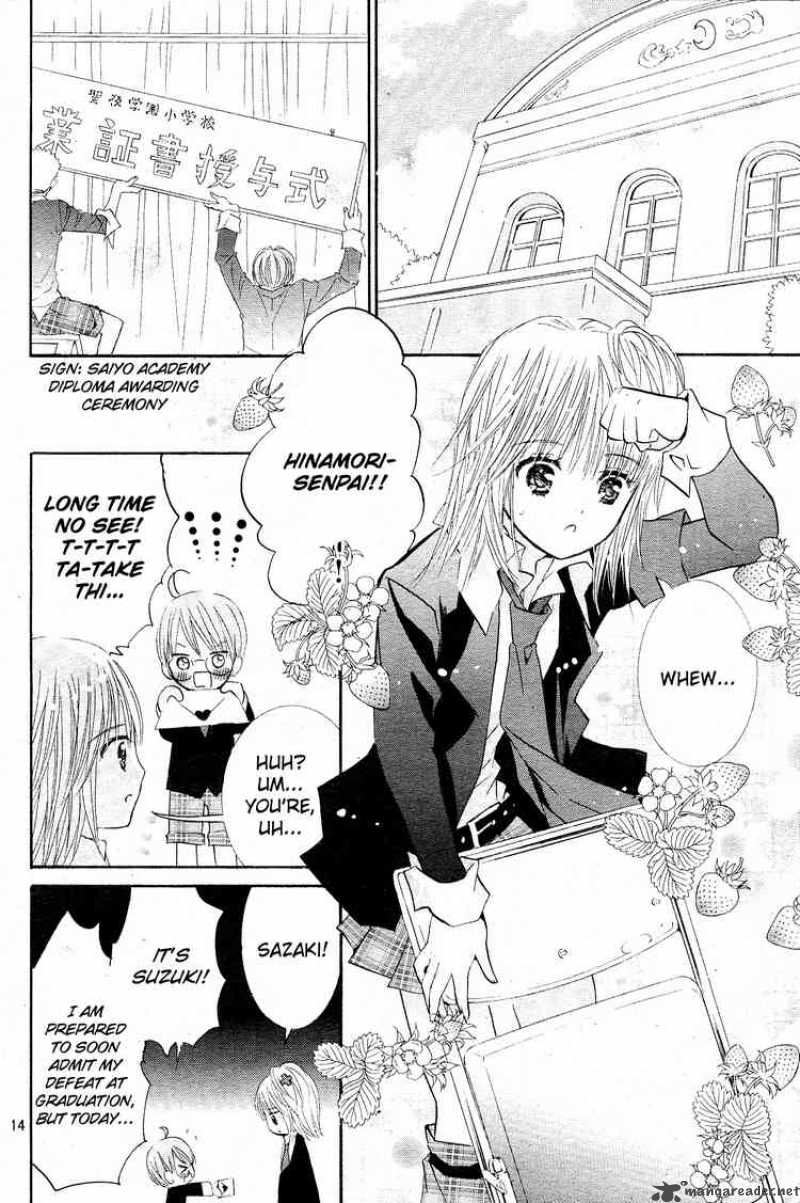 聖夜学園小学校
業証書授与式
SIGN: SAIYO ACADEMY
DIPLOMA AWARDING
CEREMONY
HINAMORI-
SENPAI!!
WHEW...
!
LONG TIME
NO SEE!
T-T-T-T
TA-TAKE
THI...
HUH?
UM...
YOU'RE,
UH...
SAZAKI!
IT'S
SUZUKI!
I AM
PREPARED
TO SOON
ADMIT MY
DEFEAT AT
GRADUATION,
BUT TODAY...
14
mangareader.net